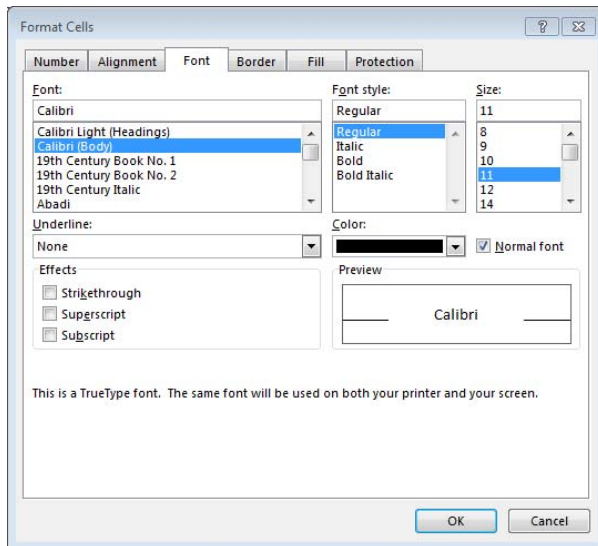 Format Cells
Number Alignment Font Border Fill Protection
Font: Font style: Size:
Calibri Regular 11
Calibri Light (Headings) Regular 8
Calibri (Body) Italic 9
19th Century Book No. 1 Bold 10
19th Century Book No. 2 Bold Italic 11
19th Century Italic 12
Abadi 14
Underline: Color:
None Normal font
Effects Preview
Strikethrough
Superscript Calibri
Subscript
This is a TrueType font. The same font will be used on both your printer and your screen.
OK Cancel